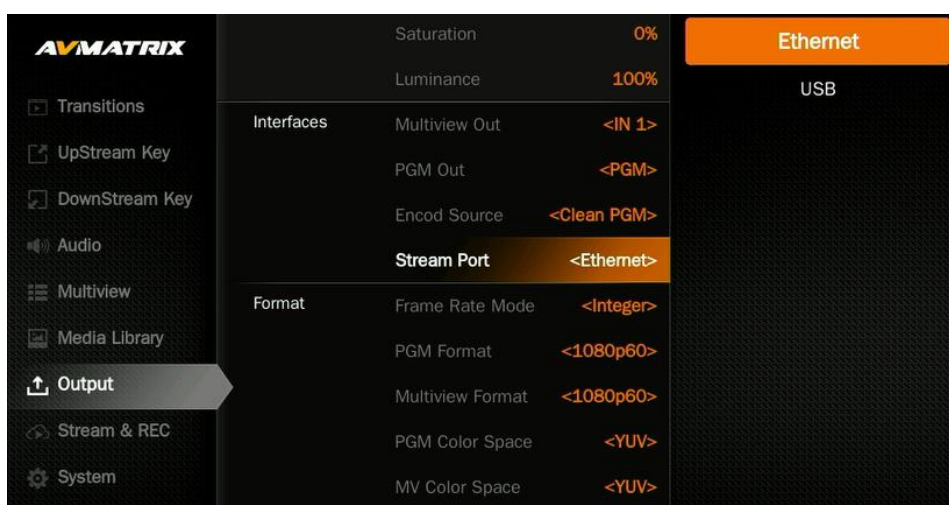 AVMATRIX
Transitions
UpStream Key
DownStream Key
Audio
Multiview
Media Library
Output
Stream & REC
System
Saturation 0%
Luminance 100%
Interfaces Multiview Out <IN 1>
PGM Out <PGM>
Encod Source <Clean PGM>
Stream Port <Ethernet>
Format Frame Rate Mode <Integer>
PGM Format <1080p60>
Multiview Format <1080p60>
PGM Color Space <YUV>
MV Color Space <YUV>
Ethernet
USB